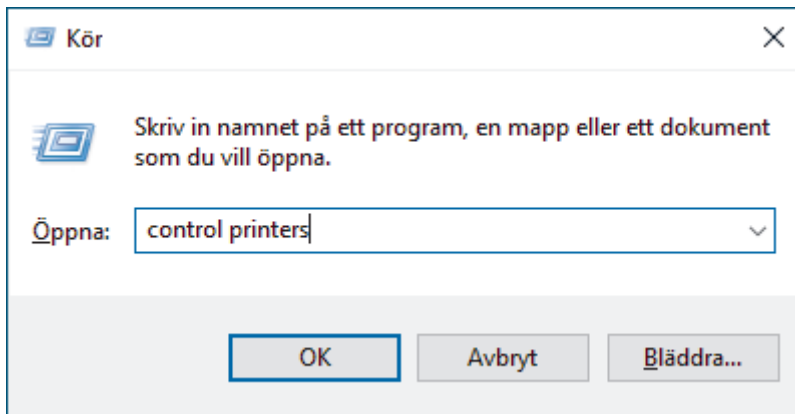 Kör
Skriv in namnet på ett program, en mapp eller ett dokument
som du vill öppna.
Öppna: control printers
OK Avbryt Bläddra...